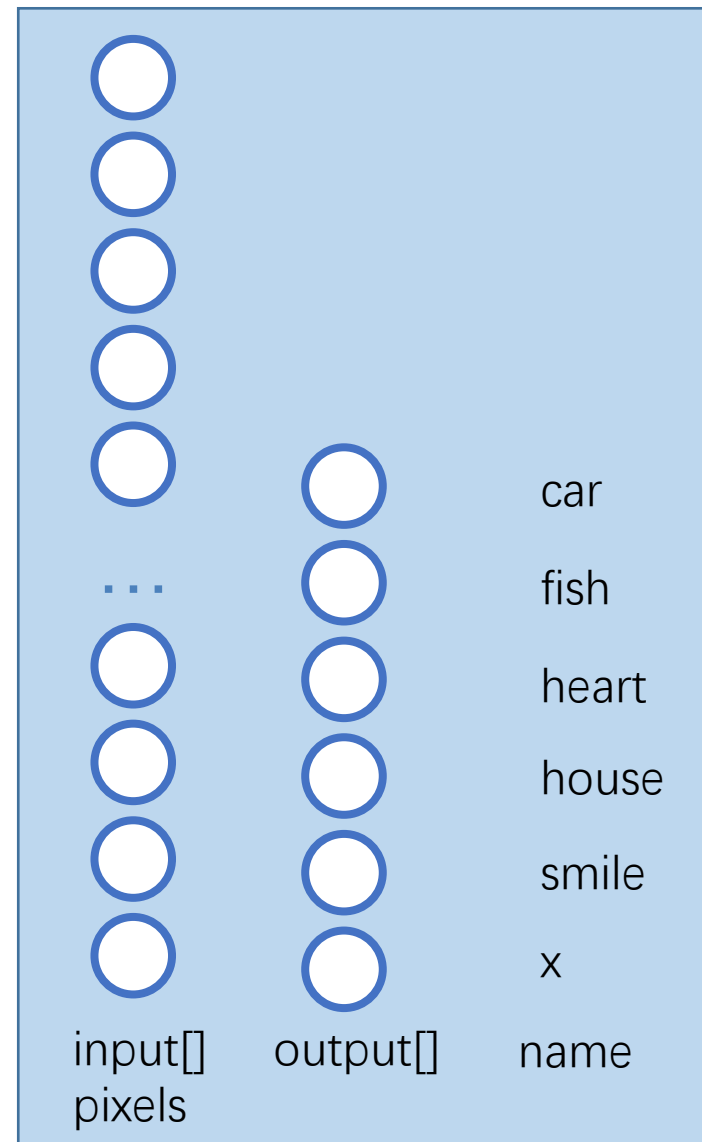 car
...
fish
heart
house
smile
x
input[] output[] name
pixels